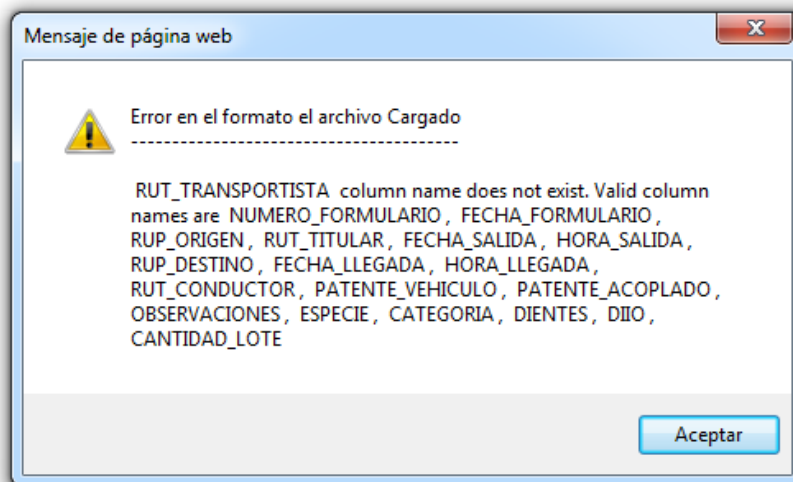 Mensaje de página web
x
Error en el formato el archivo Cargado
-----------------------------------------
RUT_TRANSPORTISTA column name does not exist. Valid column
names are NUMERO_FORMULARIO , FECHA_FORMULARIO ,
RUP_ORIGEN , RUT_TITULAR , FECHA_SALIDA , HORA_SALIDA ,
RUP_DESTINO , FECHA_LLEGADA , HORA_LLEGADA ,
RUT_CONDUCTOR , PATENTE_VEHICULO , PATENTE_ACOPLADO ,
OBSERVACIONES , ESPECIE , CATEGORIA , DIENTES , DIIO ,
CANTIDAD_LOTE
Aceptar